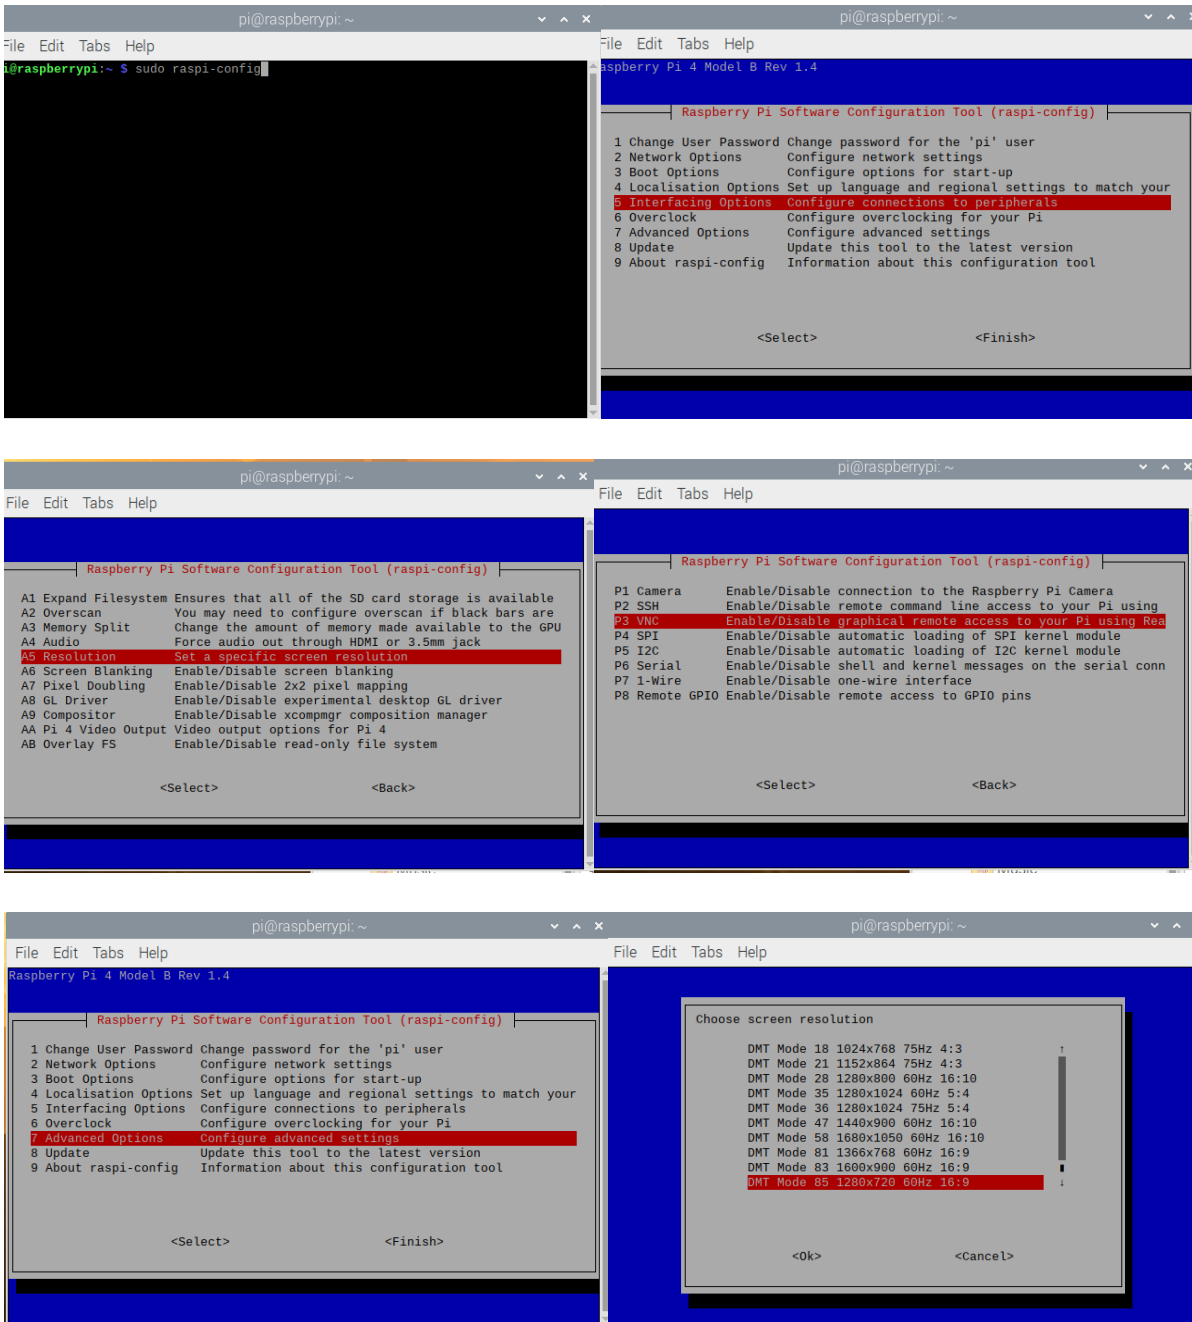 pi@raspberrypi: ~
File Edit Tabs Help
i@raspberrypi:~ $ sudo raspi-config
pi@raspberrypi: ~
File Edit Tabs Help
aspberry Pi 4 Model B Rev 1.4
Raspberry Pi Software Configuration Tool (raspi-config)
1 Change User Password Change password for the 'pi' user
2 Network Options Configure network settings
3 Boot Options Configure options for start-up
4 Localisation Options Set up language and regional settings to match your
5 Interfacing Options Configure connections to peripherals
6 Overclock Configure overclocking for your Pi
7 Advanced Options Configure advanced settings
8 Update Update this tool to the latest version
9 About raspi-config Information about this configuration tool
<Select> <Finish>
pi@raspberrypi: ~
File Edit Tabs Help
Raspberry Pi Software Configuration Tool (raspi-config)
A1 Expand Filesystem Ensures that all of the SD card storage is available
A2 Overscan You may need to configure overscan if black bars are
A3 Memory Split Change the amount of memory made available to the GPU
A4 Audio Force audio out through HDMI or 3.5mm jack
A5 Resolution Set a specific screen resolution
A6 Screen Blanking Enable/Disable screen blanking
A7 Pixel Doubling Enable/Disable 2x2 pixel mapping
A8 GL Driver Enable/Disable experimental desktop GL driver
A9 Compositor Enable/Disable xcompmgr composition manager
AA Pi 4 Video Output Video output options for Pi 4
AB Overlay FS Enable/Disable read-only file system
<Select> <Back>
pi@raspberrypi: ~
File Edit Tabs Help
Raspberry Pi Software Configuration Tool (raspi-config)
P1 Camera Enable/Disable connection to the Raspberry Pi Camera
P2 SSH Enable/Disable remote command line access to your Pi using
P3 VNC Enable/Disable graphical remote access to your Pi using Rea
P4 SPI Enable/Disable automatic loading of SPI kernel module
P5 I2C Enable/Disable automatic loading of I2C kernel module
P6 Serial Enable/Disable shell and kernel messages on the serial conn
P7 1-Wire Enable/Disable one-wire interface
P8 Remote GPIO Enable/Disable remote access to GPIO pins
<Select> <Back>
pi@raspberrypi: ~
File Edit Tabs Help
Raspberry Pi 4 Model B Rev 1.4
Raspberry Pi Software Configuration Tool (raspi-config)
1 Change User Password Change password for the 'pi' user
2 Network Options Configure network settings
3 Boot Options Configure options for start-up
4 Localisation Options Set up language and regional settings to match your
5 Interfacing Options Configure connections to peripherals
6 Overclock Configure overclocking for your Pi
7 Advanced Options Configure advanced settings
8 Update Update this tool to the latest version
9 About raspi-config Information about this configuration tool
<Select> <Finish>
pi@raspberrypi: ~
File Edit Tabs Help
Choose screen resolution
DMT Mode 18 1024x768 75Hz 4:3
DMT Mode 21 1152x864 75Hz 4:3
DMT Mode 28 1280x800 60Hz 16:10
DMT Mode 35 1280x1024 60Hz 5:4
DMT Mode 36 1280x1024 75Hz 5:4
DMT Mode 47 1440x900 60Hz 16:10
DMT Mode 58 1680x1050 60Hz 16:10
DMT Mode 81 1366x768 60Hz 16:9
DMT Mode 83 1600x900 60Hz 16:9
DMT Mode 85 1280x720 60Hz 16:9
<Ok> <Cancel>